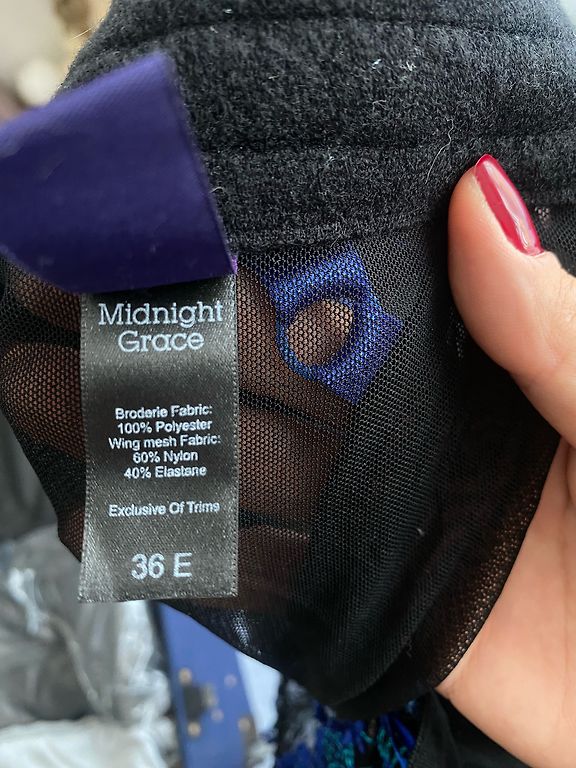 Midnight
Grace
Broderie Fabric:
100% Polyester
Wing mesh Fabric:
60% Nylon
40% Elastane
Exclusive Of Trims
36 E